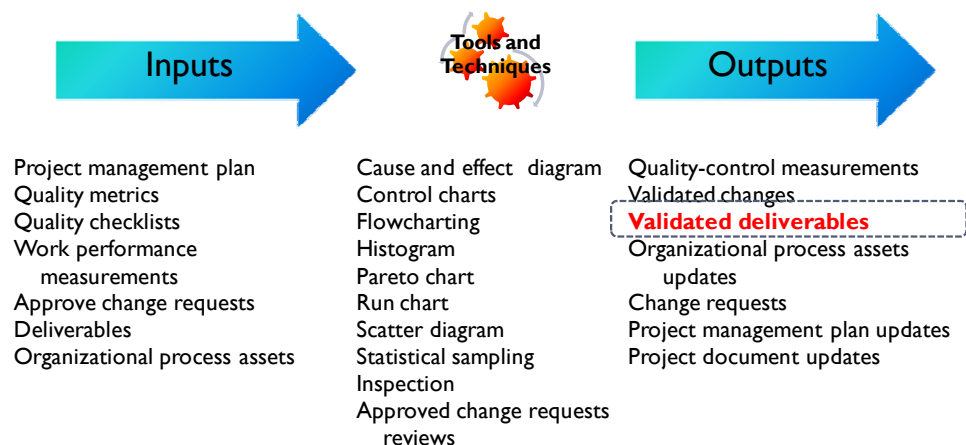 Inputs
Tools and
Techniques
Outputs
Project management plan
Quality metrics
Quality checklists
Work performance
measurements
Approve change requests
Deliverables
Organizational process assets
Cause and effect diagram
Control charts
Flowcharting
Histogram
Pareto chart
Run chart
Scatter diagram
Statistical sampling
Inspection
Approved change requests
reviews
Quality-control measurements
Validated changes
Validated deliverables
Organizational process assets
updates
Change requests
Project management plan updates
Project document updates